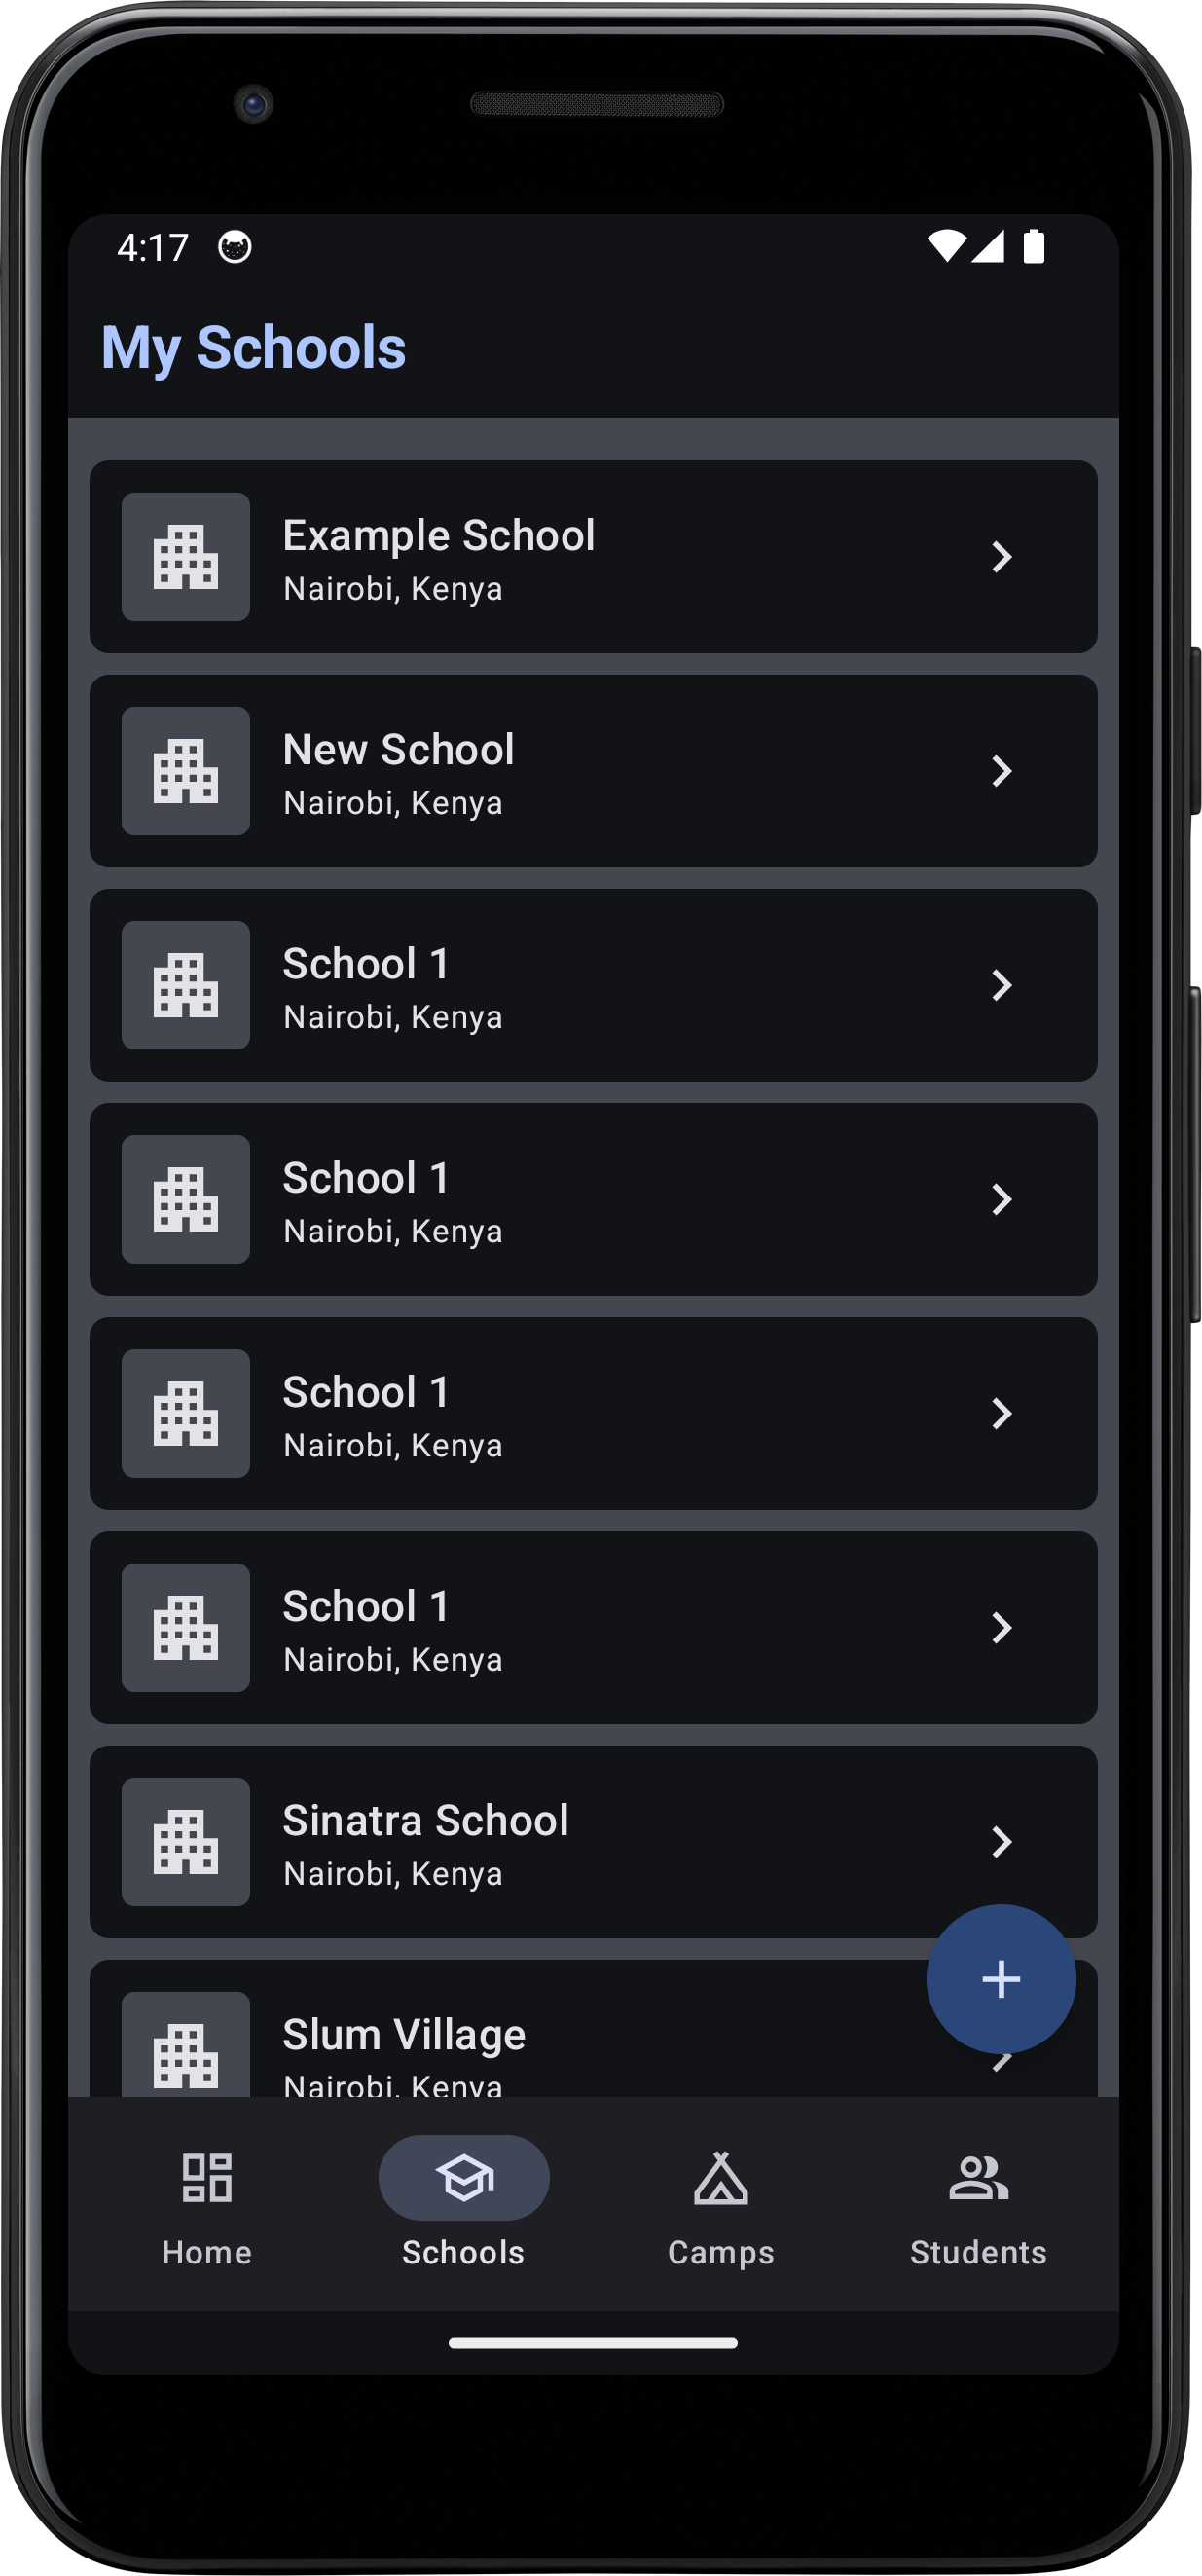 4:17
My Schools
Example School
Nairobi, Kenya
New School
Nairobi, Kenya
School 1
Nairobi, Kenya
School 1
Nairobi, Kenya
School 1
Nairobi, Kenya
School 1
Nairobi, Kenya
Sinatra School
Nairobi, Kenya
Slum Village
Nairobi, Kenya
Home
Schools
Camps
Students